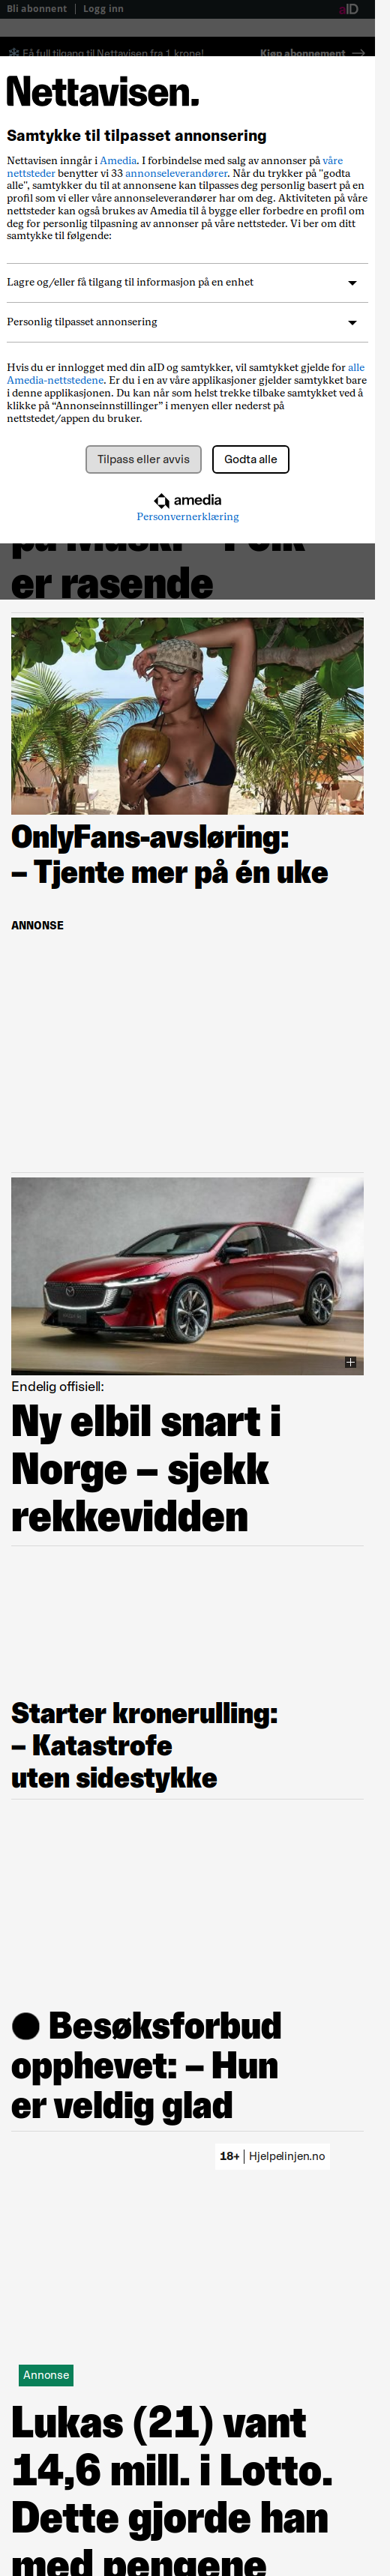 Bli abonnent | Logg inn aID
Få full tilgang til Nettavisen fra 1 krone! Kjøp abonnement →
Nettavisen.
Samtykke til tilpasset annonsering
Nettavisen inngår i Amedia. I forbindelse med salg av annonser på våre
nettsteder benytter vi 33 annonseleverandører. Når du trykker på "godta
alle", samtykker du til at annonsene kan tilpasses deg personlig basert på en
profil som vi eller våre annonseleverandører har om deg. Aktiviteten på våre
nettsteder kan også brukes av Amedia til å bygge eller forbedre en profil om
deg for personlig tilpasning av annonser på våre nettsteder. Vi ber om ditt
samtykke til følgende:
Lagre og/eller få tilgang til informasjon på en enhet
Personlig tilpasset annonsering
Hvis du er innlogget med din aID og samtykker, vil samtykket gjelde for alle
Amedia-nettstedene. Er du i en av våre applikasjoner gjelder samtykket bare
i denne applikasjonen. Du kan når som helst trekke tilbake samtykket ved å
klikke på “Annonseinnstillinger” i menyen eller nederst på
nettstedet/appen du bruker.
Tilpass eller avvis Godta alle
amedia
Personvernerklæring
er rasende
OnlyFans-avsløring:
– Tjente mer på én uke
ANNONSE
Endelig offisiell:
Ny elbil snart i
Norge – sjekk
rekkevidden
Starter kronerulling:
– Katastrofe
uten sidestykke
● Besøksforbud
opphevet: – Hun
er veldig glad
18+ | Hjelpelinjen.no
Annonse
Lukas (21) vant
14,6 mill. i Lotto.
Dette gjorde han
med pengene